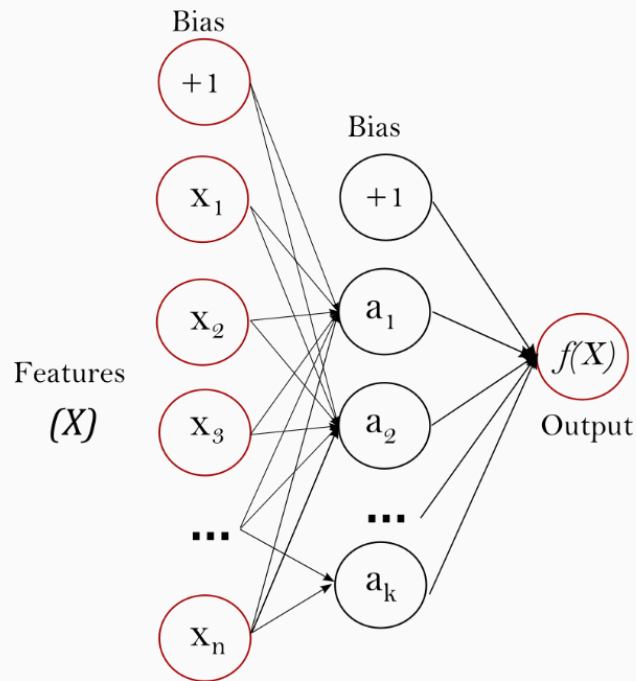 Bias
+1
x₁
x₂
Features
(X)
x₃
...
xₙ
Bias
+1
a₁
a₂
...
aₖ
f(X)
Output